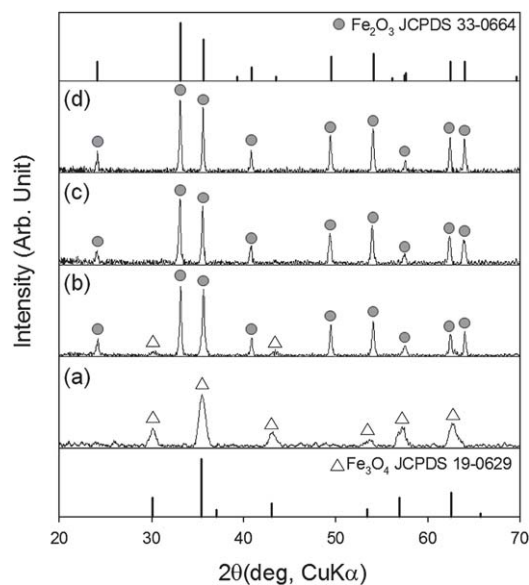 Fe₂O₃ JCPDS 33-0664
(d)
(c)
(b)
(a)
Fe₃O₄ JCPDS 19-0629
Intensity (Arb. Unit)
20 30 40 50 60 70
2θ(deg, CuKα)